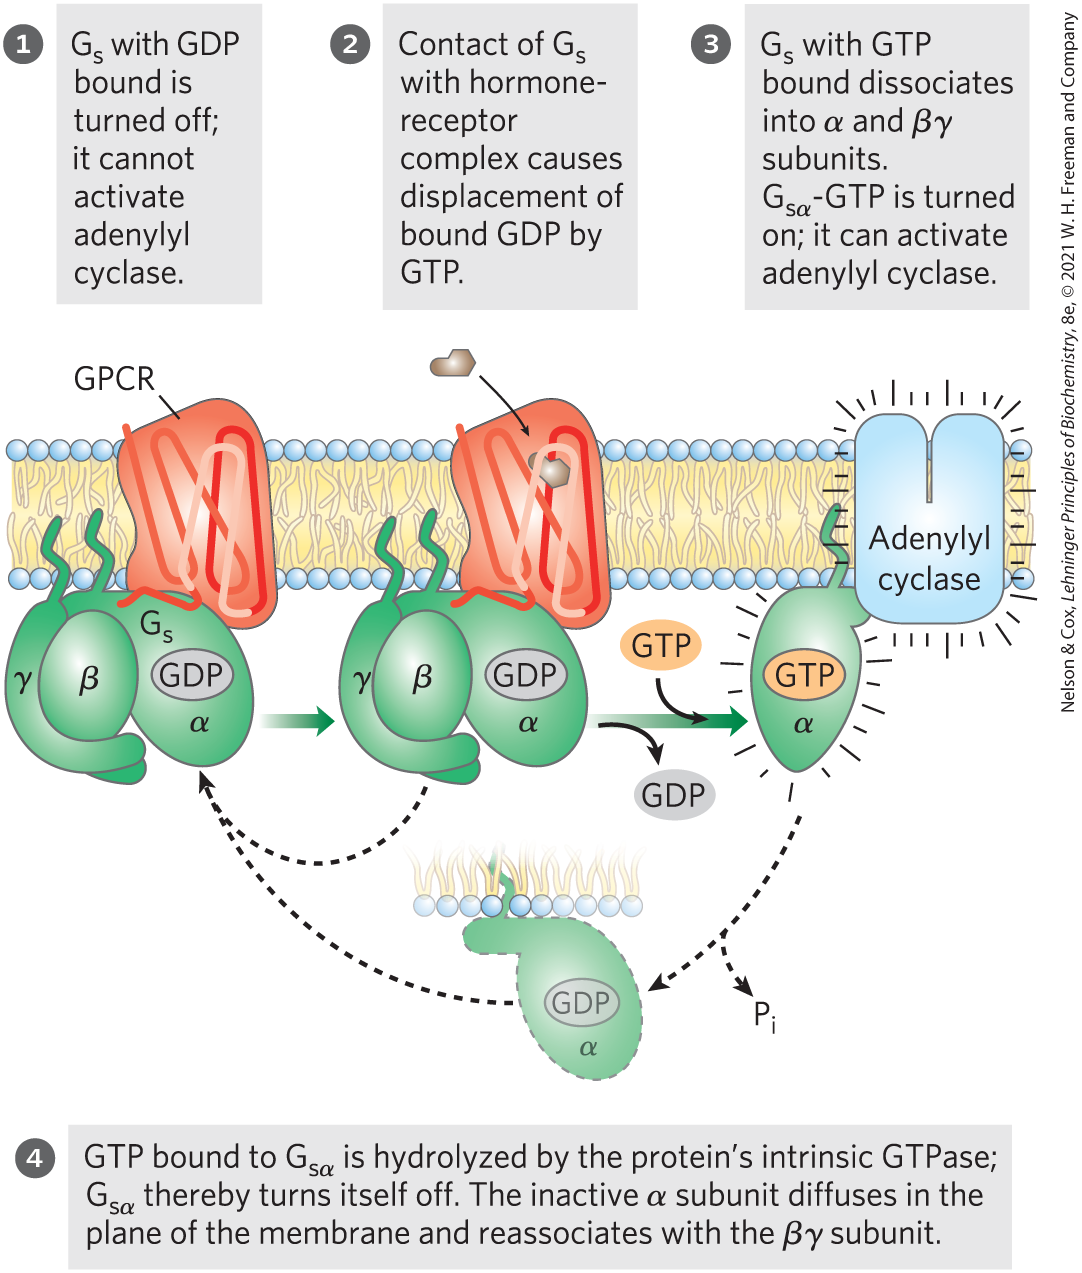 1
Gs with GDP
bound is
turned off;
it cannot
activate
adenylyl
cyclase.
2
Contact of Gs
with hormone-
receptor
complex causes
displacement of
bound GDP by
GTP.
3
Gs with GTP
bound dissociates
into α and βγ
subunits.
Gsα-GTP is turned
on; it can activate
adenylyl cyclase.
Nelson & Cox, Lehninger Principles of Biochemistry, 8e, © 2021 W. H. Freeman and Company
GPCR
Adenylyl
cyclase
Gs
γ
β
GDP
α
γ
β
GDP
α
GTP
GDP
GTP
α
GDP
α
Pi
4
GTP bound to Gsα is hydrolyzed by the protein’s intrinsic GTPase;
Gsα thereby turns itself off. The inactive α subunit diffuses in the
plane of the membrane and reassociates with the βγ subunit.